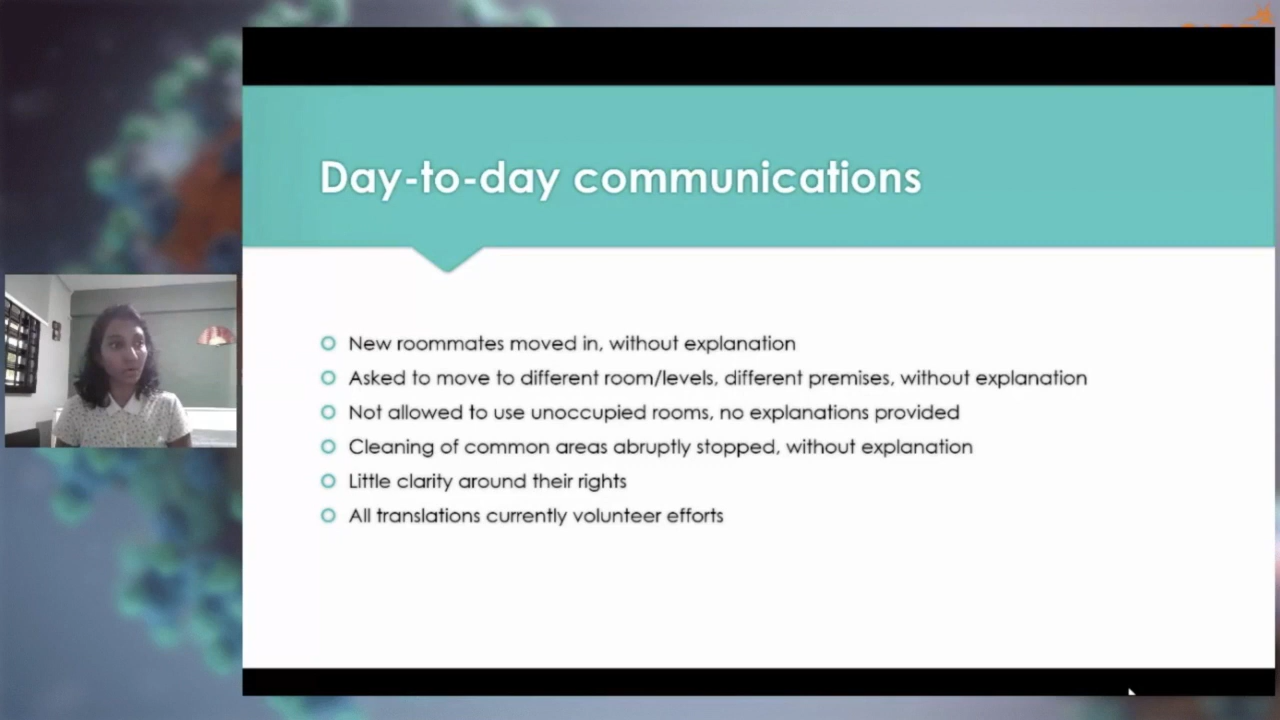 Day-to-day communications
New roommates moved in, without explanation
Asked to move to different room/levels, different premises, without explanation
Not allowed to use unoccupied rooms, no explanations provided
Cleaning of common areas abruptly stopped, without explanation
Little clarity around their rights
All translations currently volunteer efforts